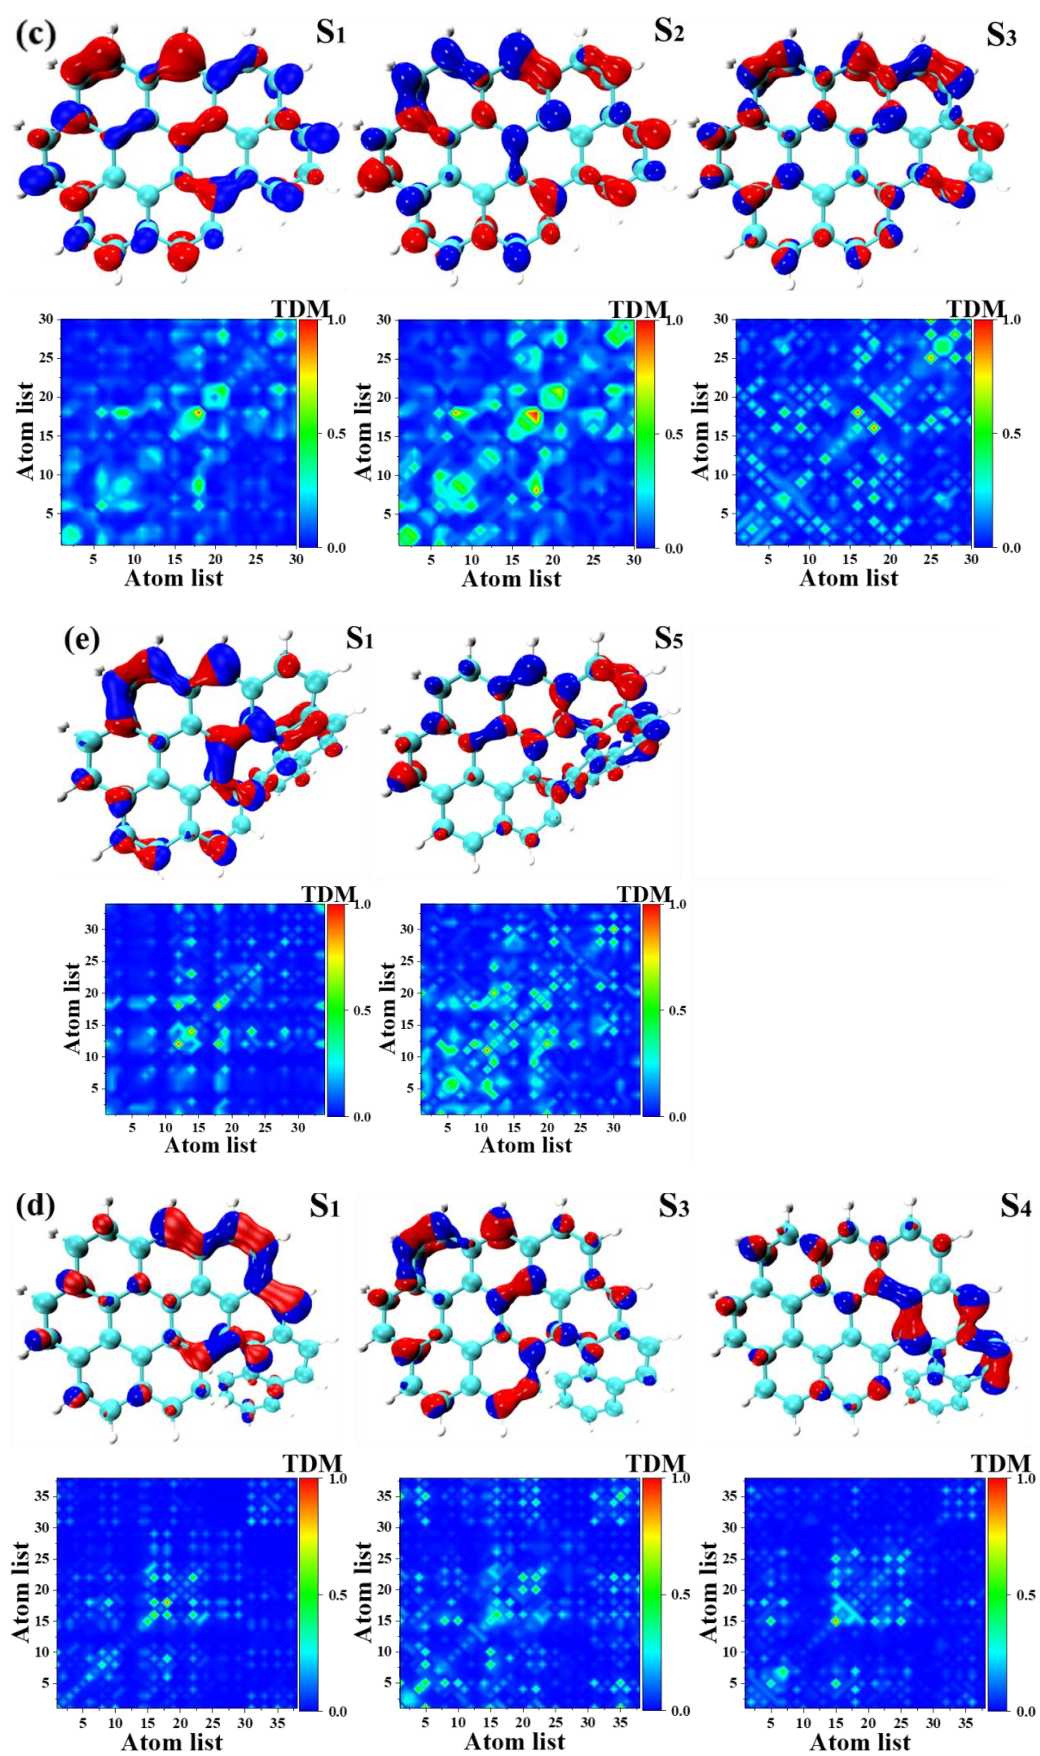 (c) S1 S2 S3
TDM TDM TDM
30 1.0 30 1.0 30 1.0
25 25 25
20 20 20
15 0.5 15 0.5 15 0.5
10 10 10
5 5 5
0.0 0.0 0.0
5 10 15 20 25 30 5 10 15 20 25 30 5 10 15 20 25 30
Atom list Atom list Atom list
Atom list Atom list Atom list
(e) S1 S5
TDM TDM
1.0 1.0
30 30
25 25
20 20
0.5 0.5
15 15
10 10
5 5
0.0 0.0
5 10 15 20 25 30 5 10 15 20 25 30
Atom list Atom list
Atom list Atom list
(d) S1 S3 S4
TDM TDM TDM
1.0 1.0 1.0
35 35 35
30 30 30
25 25 25
20 0.5 20 0.5 20 0.5
15 15 15
10 10 10
5 5 5
0.0 0.0 0.0
5 10 15 20 25 30 35 5 10 15 20 25 30 35 5 10 15 20 25 30 35
Atom list Atom list Atom list
Atom list Atom list Atom list